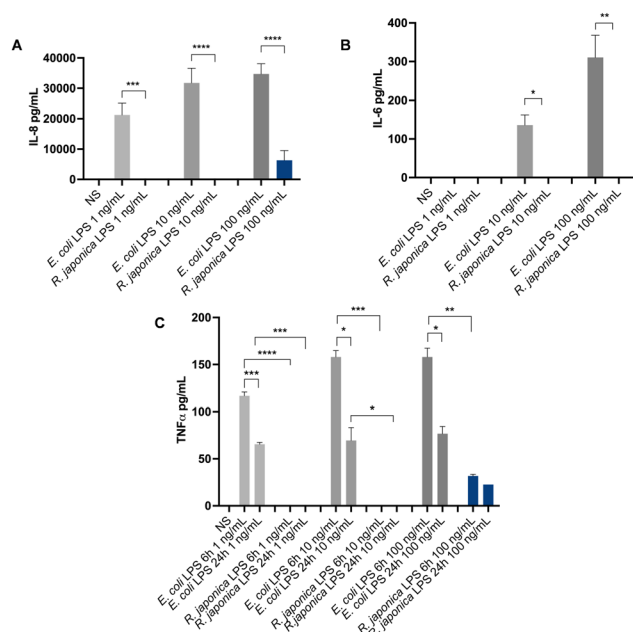 A
IL-8 pg/mL
40000
30000
20000
10000
0
***
****
****
NS
E. coli LPS 1 ng/mL
R. japonica LPS 1 ng/mL
E. coli LPS 10 ng/mL
R. japonica LPS 10 ng/mL
E. coli LPS 100 ng/mL
R. japonica LPS 100 ng/mL
B
IL-6 pg/mL
400
300
200
100
0
*
**
NS
E. coli LPS 1 ng/mL
R. japonica LPS 1 ng/mL
E. coli LPS 10 ng/mL
R. japonica LPS 10 ng/mL
E. coli LPS 100 ng/mL
R. japonica LPS 100 ng/mL
C
TNFα pg/mL
200
150
100
50
0
***
****
***
***
*
*
**
*
NS
E. coli LPS 6h 1 ng/mL
E. coli LPS 24h 1 ng/mL
R. japonica LPS 6h 1 ng/mL
R. japonica LPS 24h 1 ng/mL
E. coli LPS 6h 10 ng/mL
E. coli LPS 24h 10 ng/mL
R. japonica LPS 6h 10 ng/mL
R.japonica LPS 24h 10 ng/mL
E. coli LPS 6h 100 ng/mL
E. coli LPS 24h 100 ng/mL
R. japonica LPS 6h 100 ng/mL
R. japonica LPS 24h 100 ng/mL